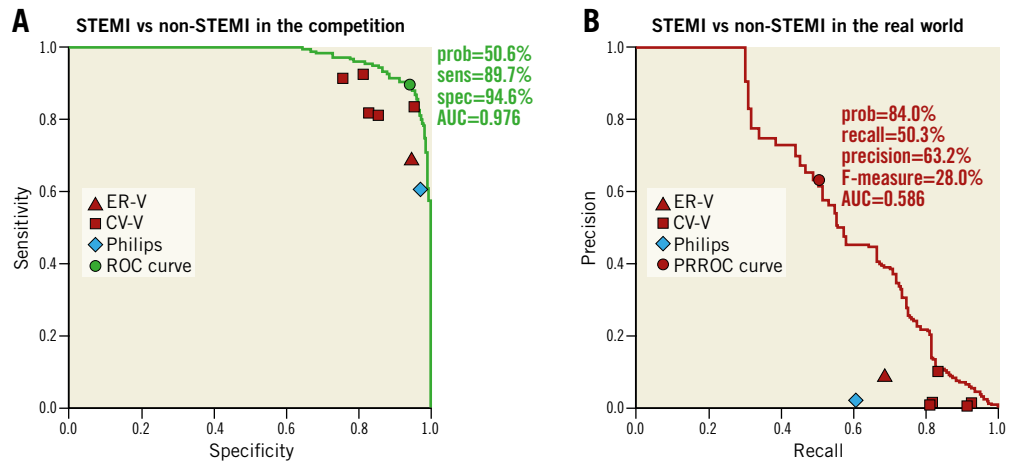 A
STEMI vs non-STEMI in the competition
1.0
0.8
0.6
0.4
0.2
0.0
Sensitivity
prob=50.6%
sens=89.7%
spec=94.6%
AUC=0.976
ER-V
CV-V
Philips
ROC curve
0.0 0.2 0.4 0.6 0.8 1.0
Specificity
B
STEMI vs non-STEMI in the real world
1.0
0.8
0.6
0.4
0.2
0.0
Precision
prob=84.0%
recall=50.3%
precision=63.2%
F-measure=28.0%
AUC=0.586
ER-V
CV-V
Philips
PRROC curve
0.0 0.2 0.4 0.6 0.8 1.0
Recall